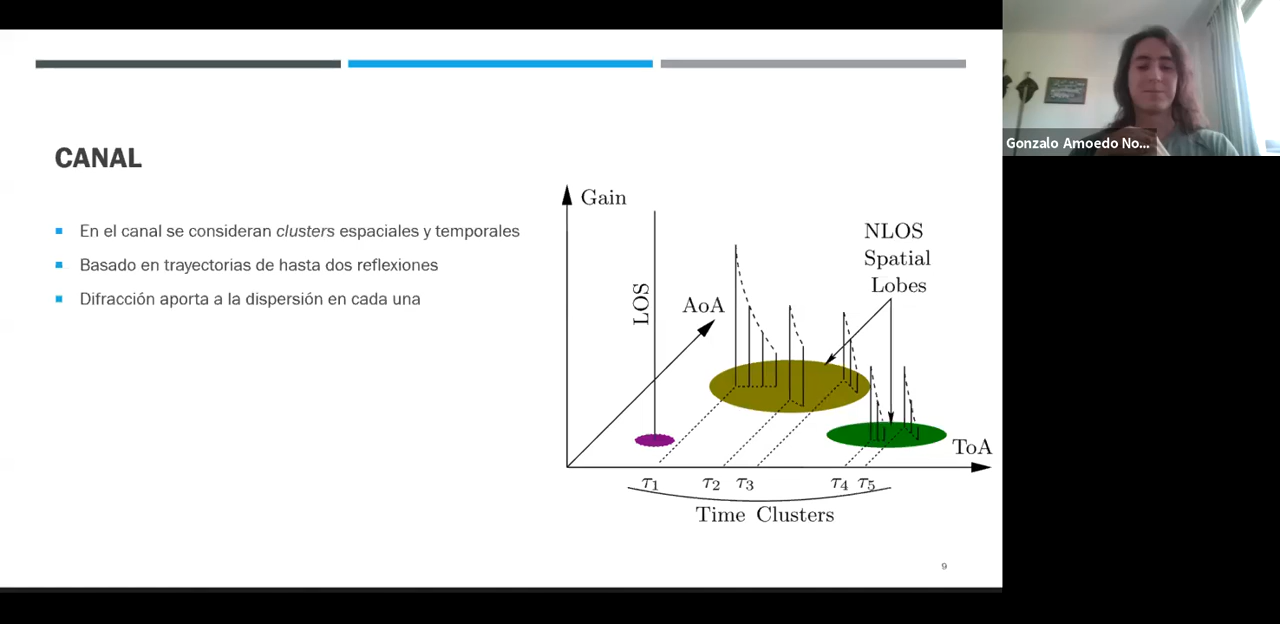 CANAL
En el canal se consideran clusters espaciales y temporales
Basado en trayectorias de hasta dos reflexiones
Difracción aporta a la dispersión en cada una
Gain
LOS
AoA
NLOS
Spatial
Lobes
ToA
τ1 τ2 τ3 τ4 τ5
Time Clusters
9
Gonzalo Amoedo No...